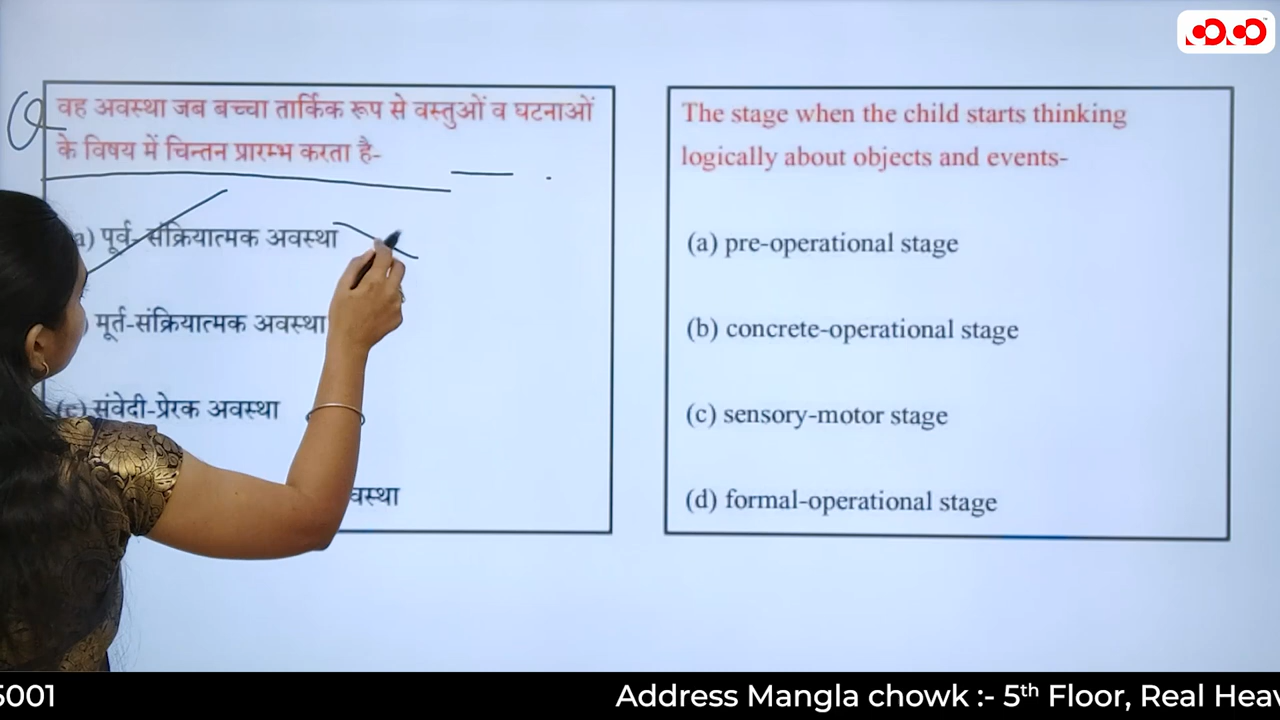 Q
वह अवस्था जब बच्चा तार्किक रूप से वस्तुओं व घटनाओं
के विषय में चिन्तन प्रारम्भ करता है-
a) पूर्व- संक्रियात्मक अवस्था
) मूर्त-संक्रियात्मक अवस्था
(c) संवेदी-प्रेरक अवस्था
The stage when the child starts thinking
logically about objects and events-
(a) pre-operational stage
(b) concrete-operational stage
(c) sensory-motor stage
(d) formal-operational stage
5001
Address Mangla chowk :- 5th Floor, Real Heav